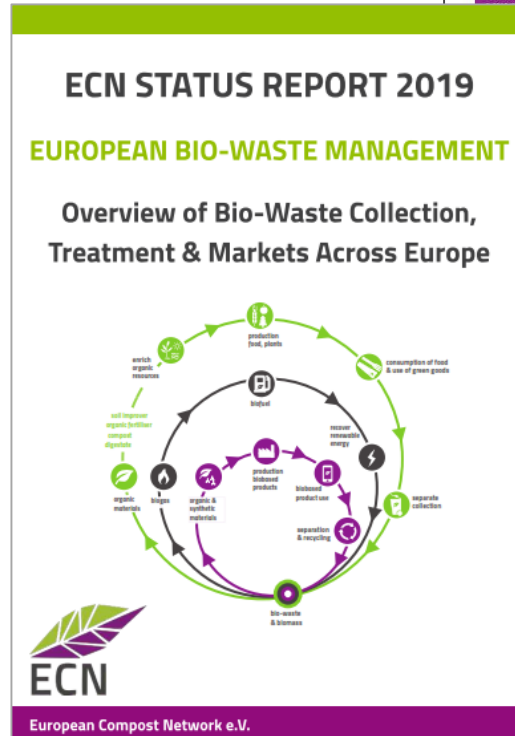 ECN STATUS REPORT 2019
EUROPEAN BIO-WASTE MANAGEMENT
Overview of Bio-Waste Collection,
Treatment & Markets Across Europe
production
food, plants
enrich
organic
resources
consumption of food
& use of green goods
biofuel
soil improver
organic fertiliser
compost
digestate
recover
renewable
energy
production
biobased
products
biobased
product use
organic
materials
biogas
organic &
synthetic
materials
separate
collection
separation
& recycling
bio-waste
& biomass
ECN
European Compost Network e.V.